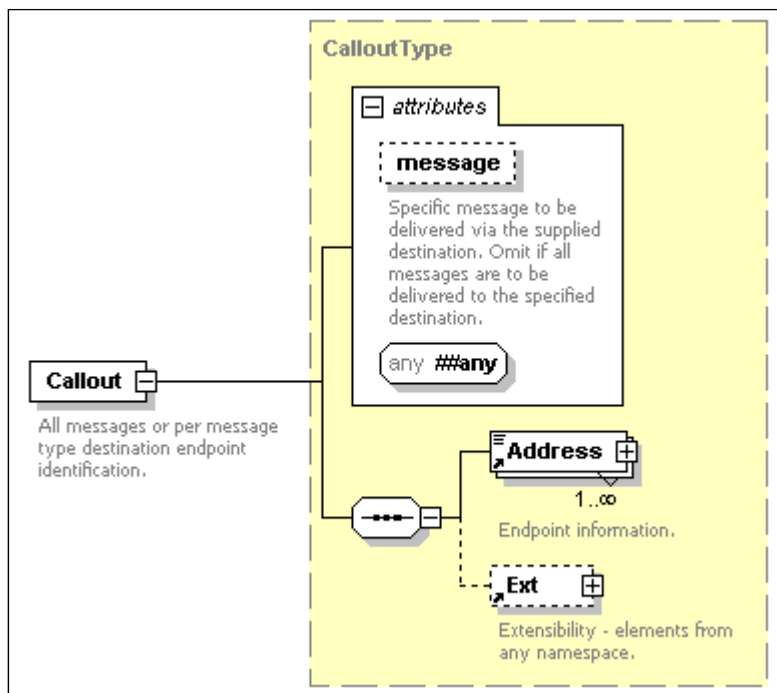 CalloutType
attributes
message
Specific message to be
delivered via the supplied
destination. Omit if all
messages are to be
delivered to the specified
destination.
any ##any
Callout
All messages or per message
type destination endpoint
identification.
Address
1..∞
Endpoint information.
Ext
Extensibility - elements from
any namespace.